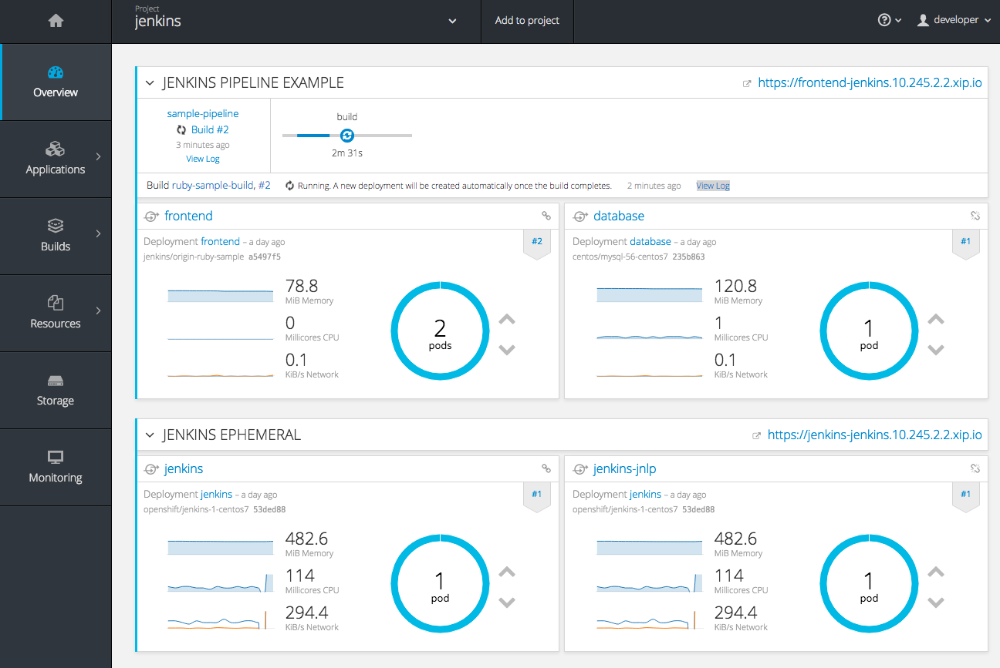 Project
jenkins
Add to project
developer
Overview
Applications
Builds
Resources
Storage
Monitoring
JENKINS PIPELINE EXAMPLE
https://frontend-jenkins.10.245.2.2.xip.io
sample-pipeline
Build #2
3 minutes ago
View Log
build
2m 31s
Build ruby-sample-build, #2 Running. A new deployment will be created automatically once the build completes. 2 minutes ago View Log
frontend
Deployment frontend – a day ago
#2
jenkins/origin-ruby-sample a5497f5
78.8
MiB Memory
0
Millicores CPU
0.1
KiB/s Network
2
pods
database
Deployment database – a day ago
#1
centos/mysql-56-centos7 235b863
120.8
MiB Memory
1
Millicores CPU
0.1
KiB/s Network
1
pod
JENKINS EPHEMERAL
https://jenkins-jenkins.10.245.2.2.xip.io
jenkins
Deployment jenkins – a day ago
#1
openshift/jenkins-1-centos7 53ded88
482.6
MiB Memory
114
Millicores CPU
294.4
KiB/s Network
1
pod
jenkins-jnlp
Deployment jenkins – a day ago
#1
openshift/jenkins-1-centos7 53ded88
482.6
MiB Memory
114
Millicores CPU
294.4
KiB/s Network
1
pod